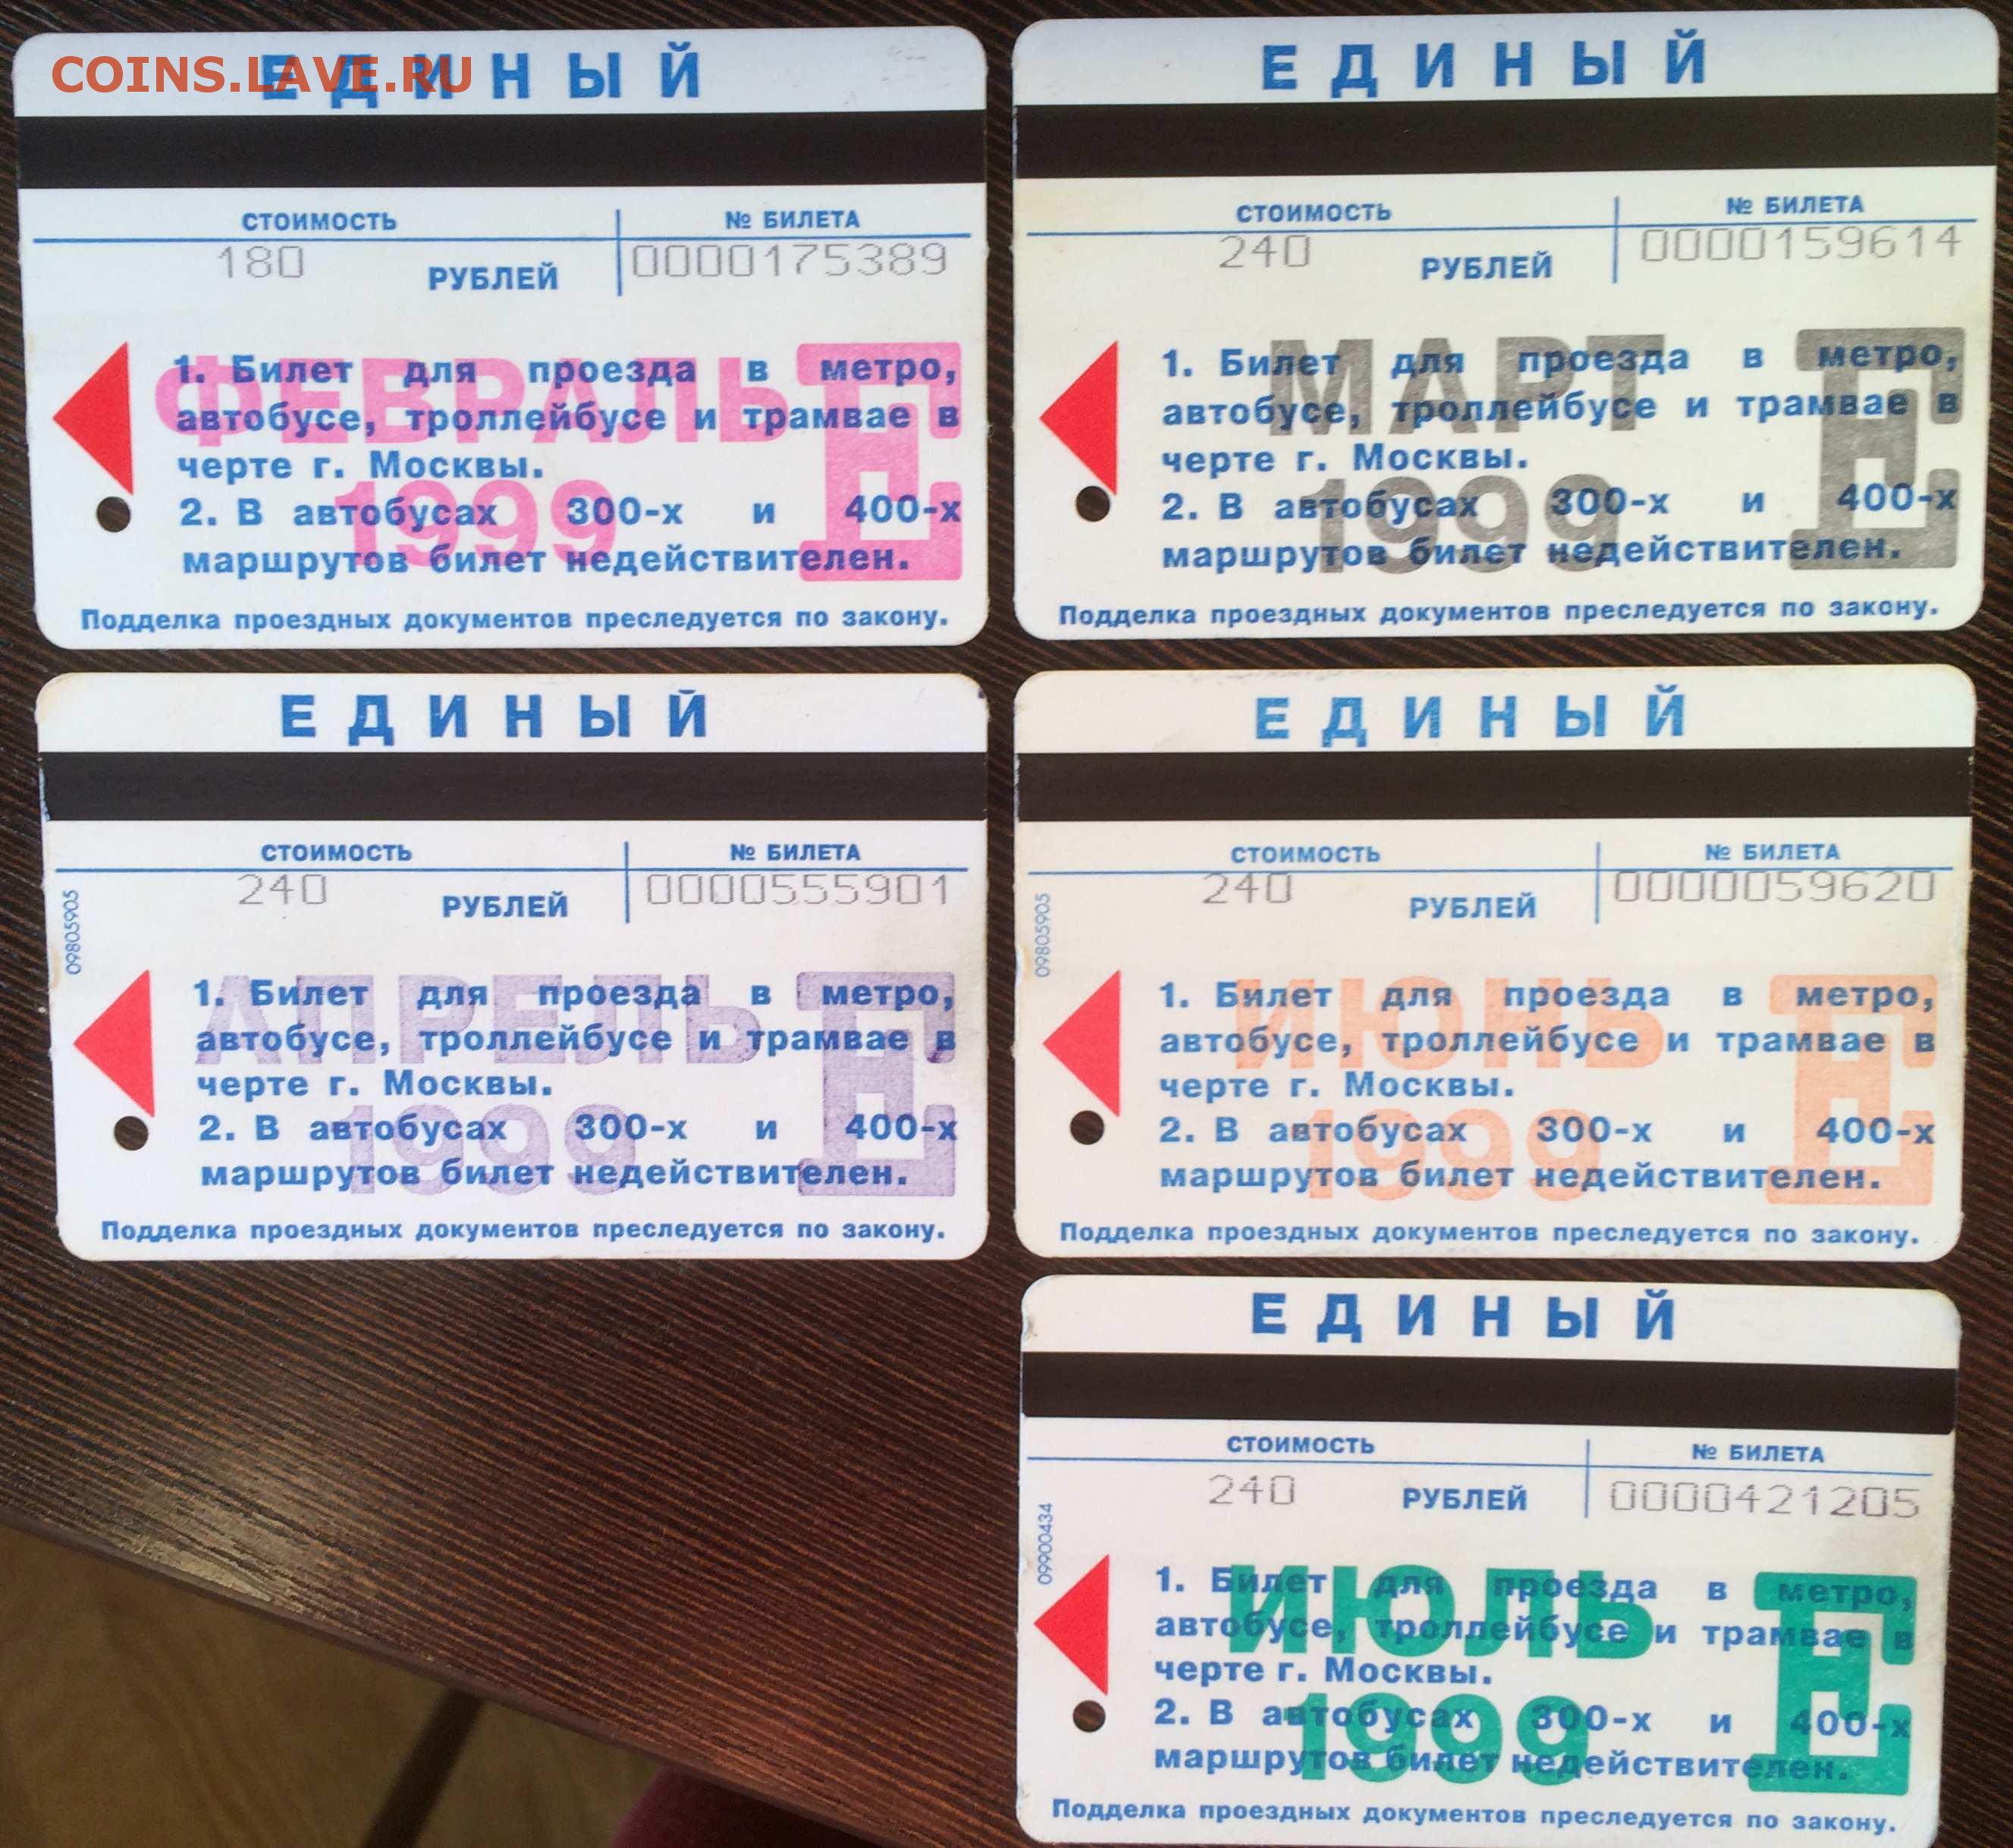 COINS.LAVE.RU
ЕДИНЫЙ
СТОИМОСТЬ № БИЛЕТА
180 РУБЛЕЙ 0000175389
ФЕВРАЛЬ Е
1999
1. Билет для проезда в метро,
автобусе, троллейбусе и трамвае в
черте г. Москвы.
2. В автобусах 300-х и 400-х
маршрутов билет недействителен.
Подделка проездных документов преследуется по закону.
ЕДИНЫЙ
СТОИМОСТЬ № БИЛЕТА
240 РУБЛЕЙ 0000159614
МАРТ Е
1999
1. Билет для проезда в метро,
автобусе, троллейбусе и трамвае в
черте г. Москвы.
2. В автобусах 300-х и 400-х
маршрутов билет недействителен.
Подделка проездных документов преследуется по закону.
ЕДИНЫЙ
СТОИМОСТЬ № БИЛЕТА
240 РУБЛЕЙ 0000555901
09805905
АПРЕЛЬ Е
1999
1. Билет для проезда в метро,
автобусе, троллейбусе и трамвае в
черте г. Москвы.
2. В автобусах 300-х и 400-х
маршрутов билет недействителен.
Подделка проездных документов преследуется по закону.
ЕДИНЫЙ
СТОИМОСТЬ № БИЛЕТА
240 РУБЛЕЙ 0000059620
09805905
ИЮНЬ Е
1999
1. Билет для проезда в метро,
автобусе, троллейбусе и трамвае в
черте г. Москвы.
2. В автобусах 300-х и 400-х
маршрутов билет недействителен.
Подделка проездных документов преследуется по закону.
ЕДИНЫЙ
СТОИМОСТЬ № БИЛЕТА
240 РУБЛЕЙ 0000421205
09900434
ИЮЛЬ Е
1999
1. Билет для проезда в метро,
автобусе, троллейбусе и трамвае в
черте г. Москвы.
2. В автобусах 300-х и 400-х
маршрутов билет недействителен.
Подделка проездных документов преследуется по закону.